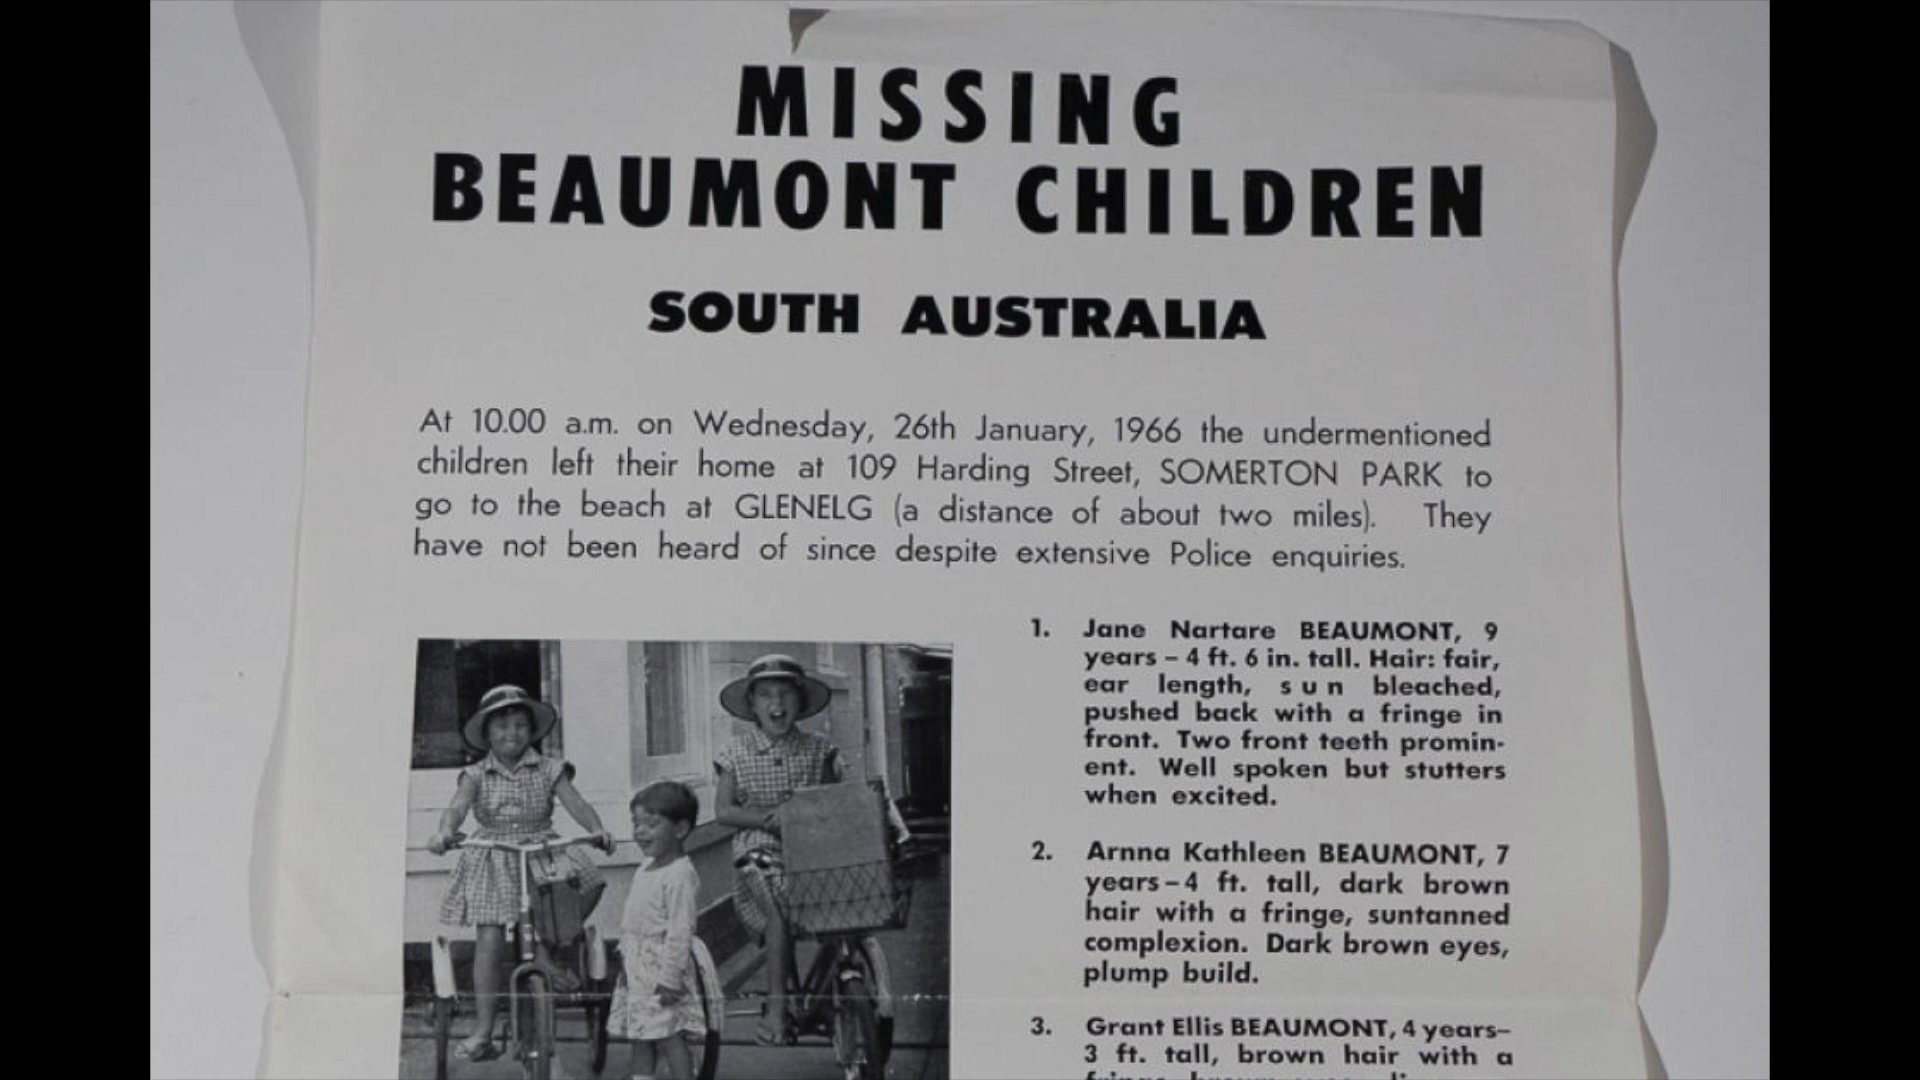 MISSING
BEAUMONT CHILDREN
SOUTH AUSTRALIA
At 10.00 a.m. on Wednesday, 26th January, 1966 the undermentioned
children left their home at 109 Harding Street, SOMERTON PARK to
go to the beach at GLENELG (a distance of about two miles). They
have not been heard of since despite extensive Police enquiries.
1. Jane Nartare BEAUMONT, 9
years – 4 ft. 6 in. tall. Hair: fair,
ear length, sun bleached,
pushed back with a fringe in
front. Two front teeth promin-
ent. Well spoken but stutters
when excited.
2. Arnna Kathleen BEAUMONT, 7
years – 4 ft. tall, dark brown
hair with a fringe, suntanned
complexion. Dark brown eyes,
plump build.
3. Grant Ellis BEAUMONT, 4 years–
3 ft. tall, brown hair with a